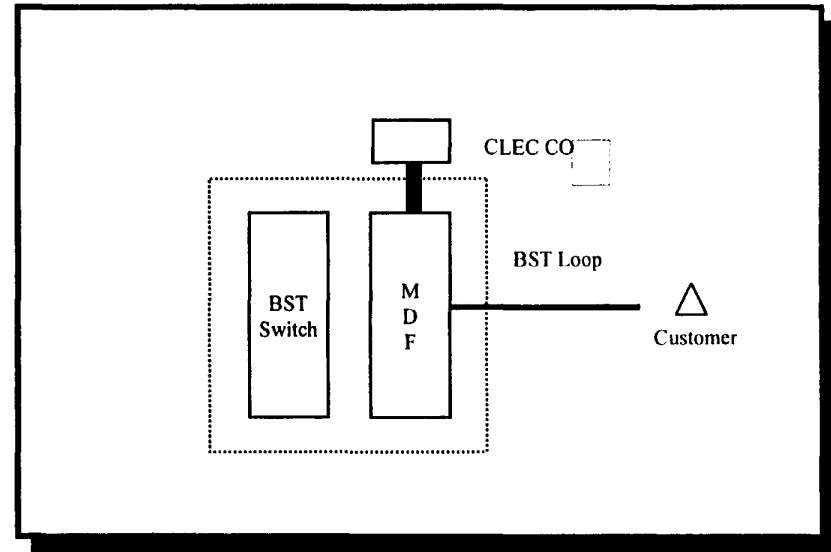 CLEC CO
BST Loop
BST
Switch
M
D
F
Customer